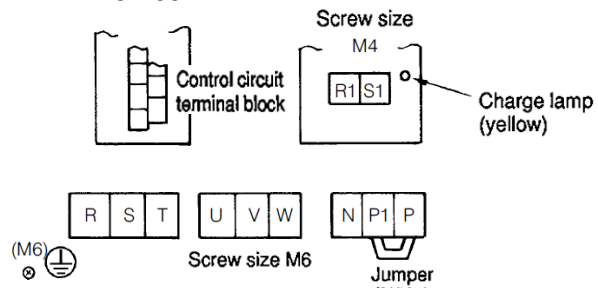 Screw size
M4
Control circuit
terminal block
R1 S1
Charge lamp
(yellow)
R S T
U V W
N P1 P
(M6)
Screw size M6
Jumper